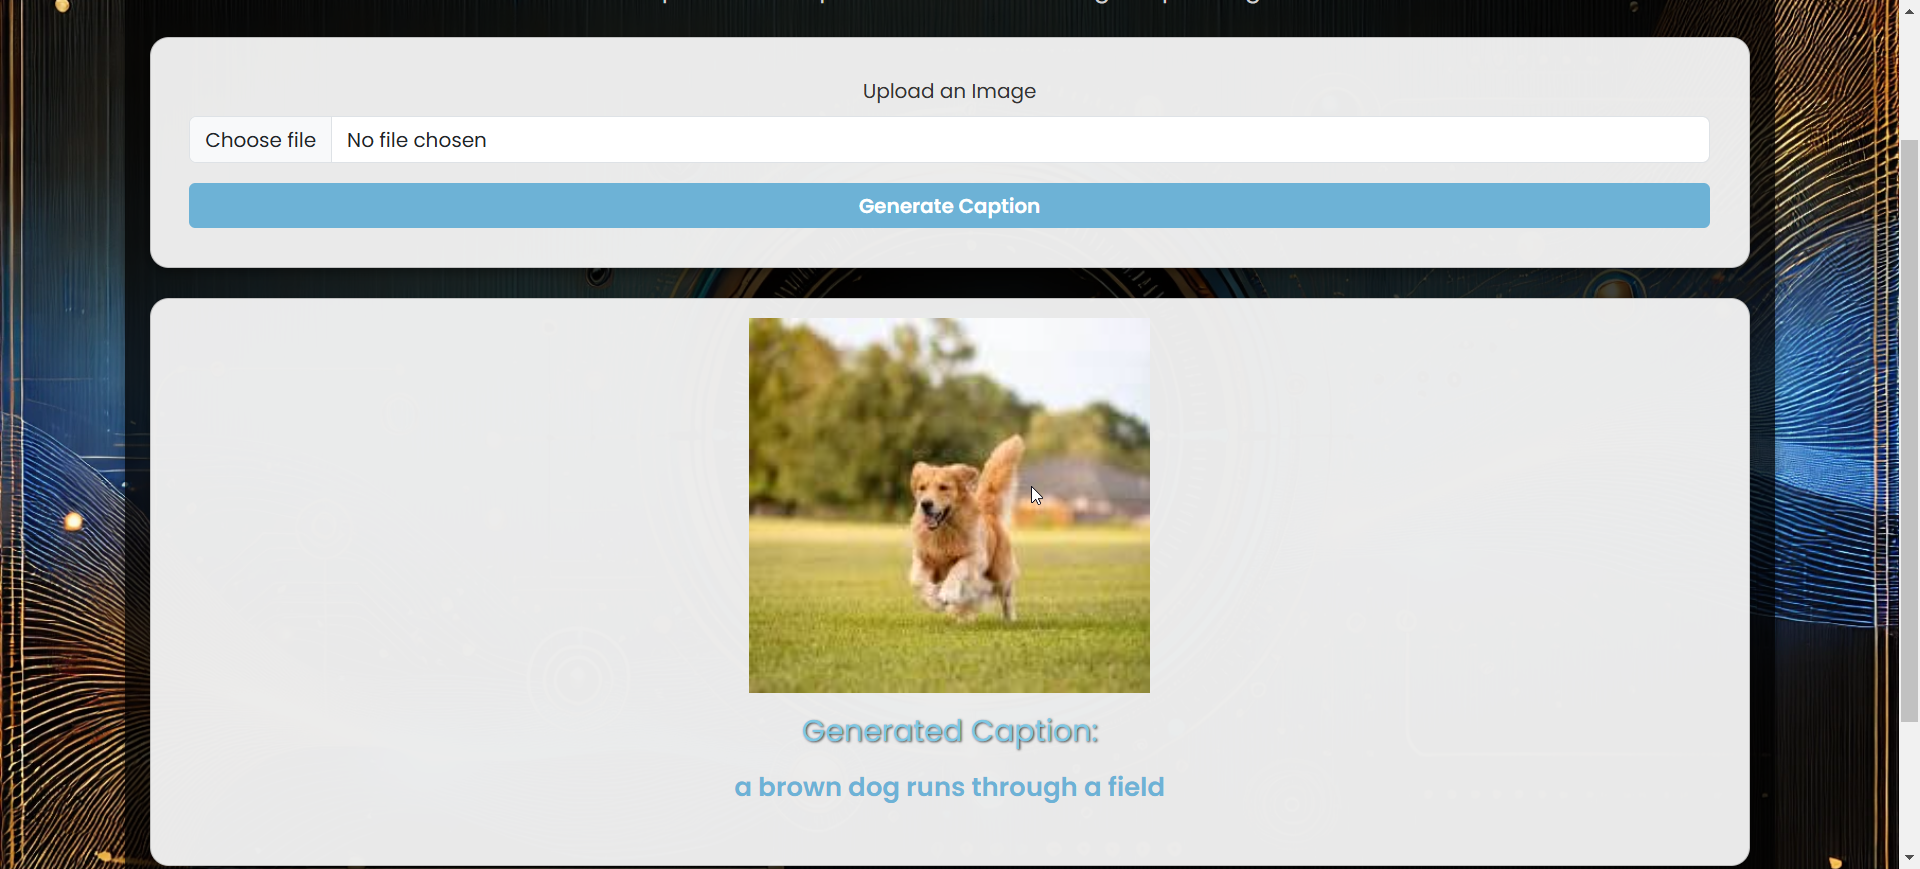 Upload an Image
Choose file No file chosen
Generate Caption
Generated Caption:
a brown dog runs through a field